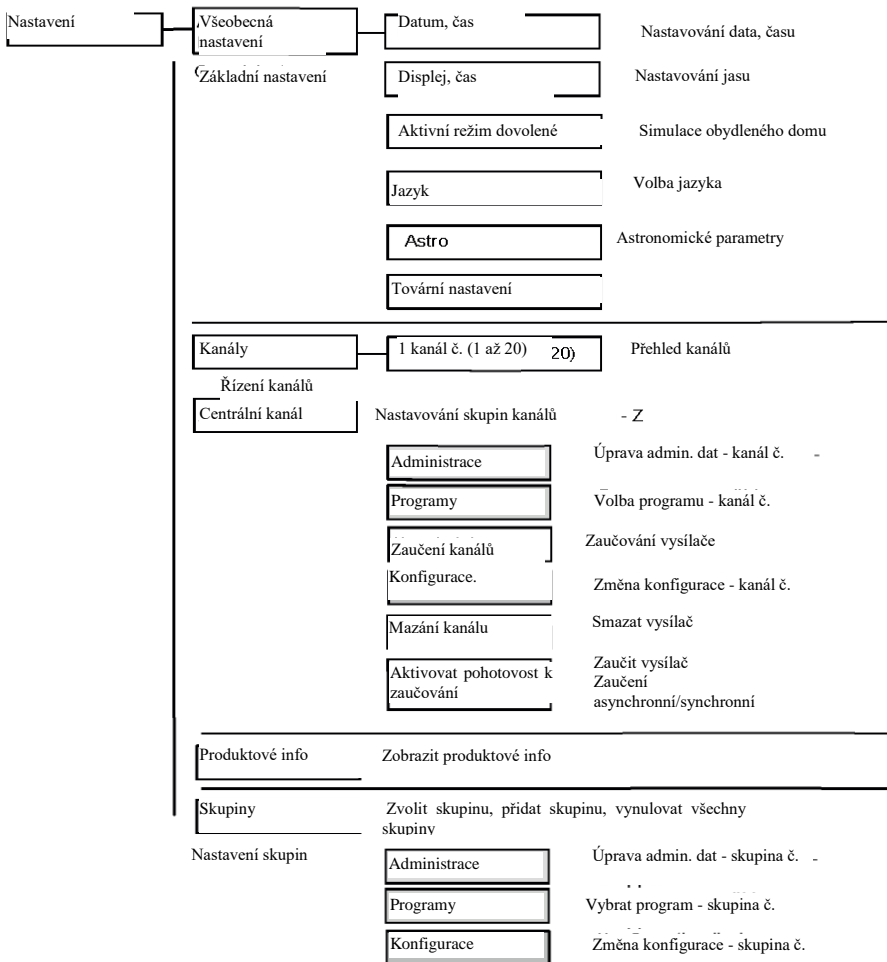 Nastavení
Všeobecná
nastavení
Datum, čas
Nastavování data, času
Základní nastavení
Displej, čas
Nastavování jasu
Aktivní režim dovolené
Simulace obydleného domu
Jazyk
Volba jazyka
Astro
Astronomické parametry
Tovární nastavení
Kanály
1 kanál č. (1 až 20) 20)
Přehled kanálů
Řízení kanálů
Centrální kanál
Nastavování skupin kanálů
- Z
Administrace
Úprava admin. dat - kanál č. -
Programy
Volba programu - kanál č.
Zaučení kanálů
Zaučování vysílače
Konfigurace.
Změna konfigurace - kanál č.
Mazání kanálu
Smazat vysílač
Aktivovat pohotovost k
zaučování
Zaučit vysílač
Zaučení
asynchronní/synchronní
Produktové info
Zobrazit produktové info
Skupiny
Zvolit skupinu, přidat skupinu, vynulovat všechny
skupiny
Nastavení skupin
Administrace
Úprava admin. dat - skupina č. -
Programy
Vybrat program - skupina č.
Konfigurace
Změna konfigurace - skupina č.